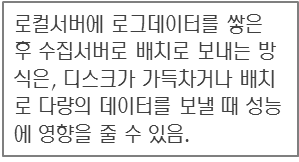 로컬서버에 로그데이터를 쌓은
후 수집서버로 배치로 보내는 방
식은, 디스크가 가득차거나 배치
로 다량의 데이터를 보낼 때 성능
에 영향을 줄 수 있음.